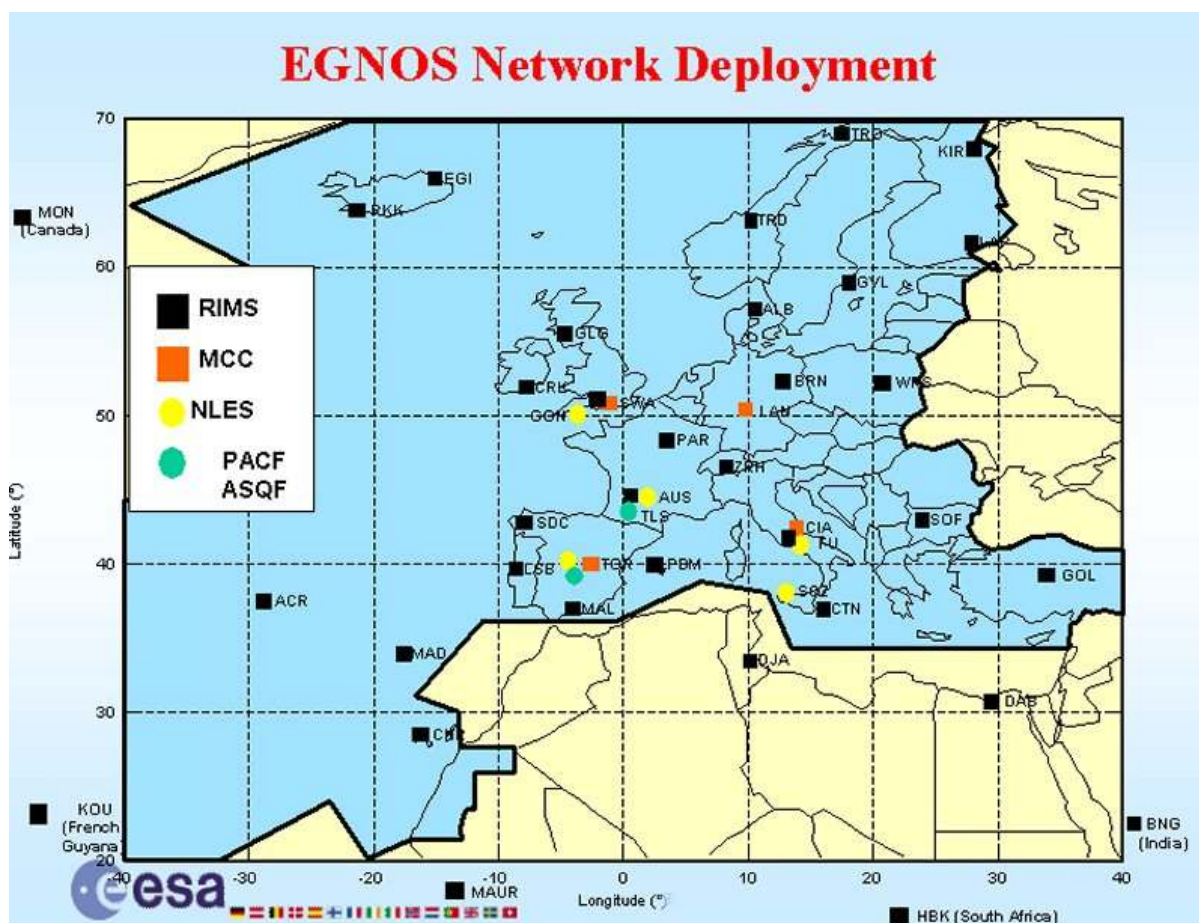 EGNOS Network Deployment
70
60
50
40
30
20
Latitude (°)
-40
-30
-20
-10
0
10
20
30
40
Longitude (°)
RIMS
MCC
NLES
PACF
ASQF
MON
(Canada)
KOU
(French
Guyana)
MAUR
HBK (South Africa)
BNG
(India)
EGI
RKK
TRO
KIR
TRD
LAP
GVL
ALB
GLG
CRK
SWA
GON
BRN
WRS
LAN
PAR
ZRH
AUS
TLS
SDC
CIA
FU
SOF
LSB
TOR
PBM
GOL
ACR
MAL
SCZ
CTN
MAD
DJA
DAB
CNR
esa